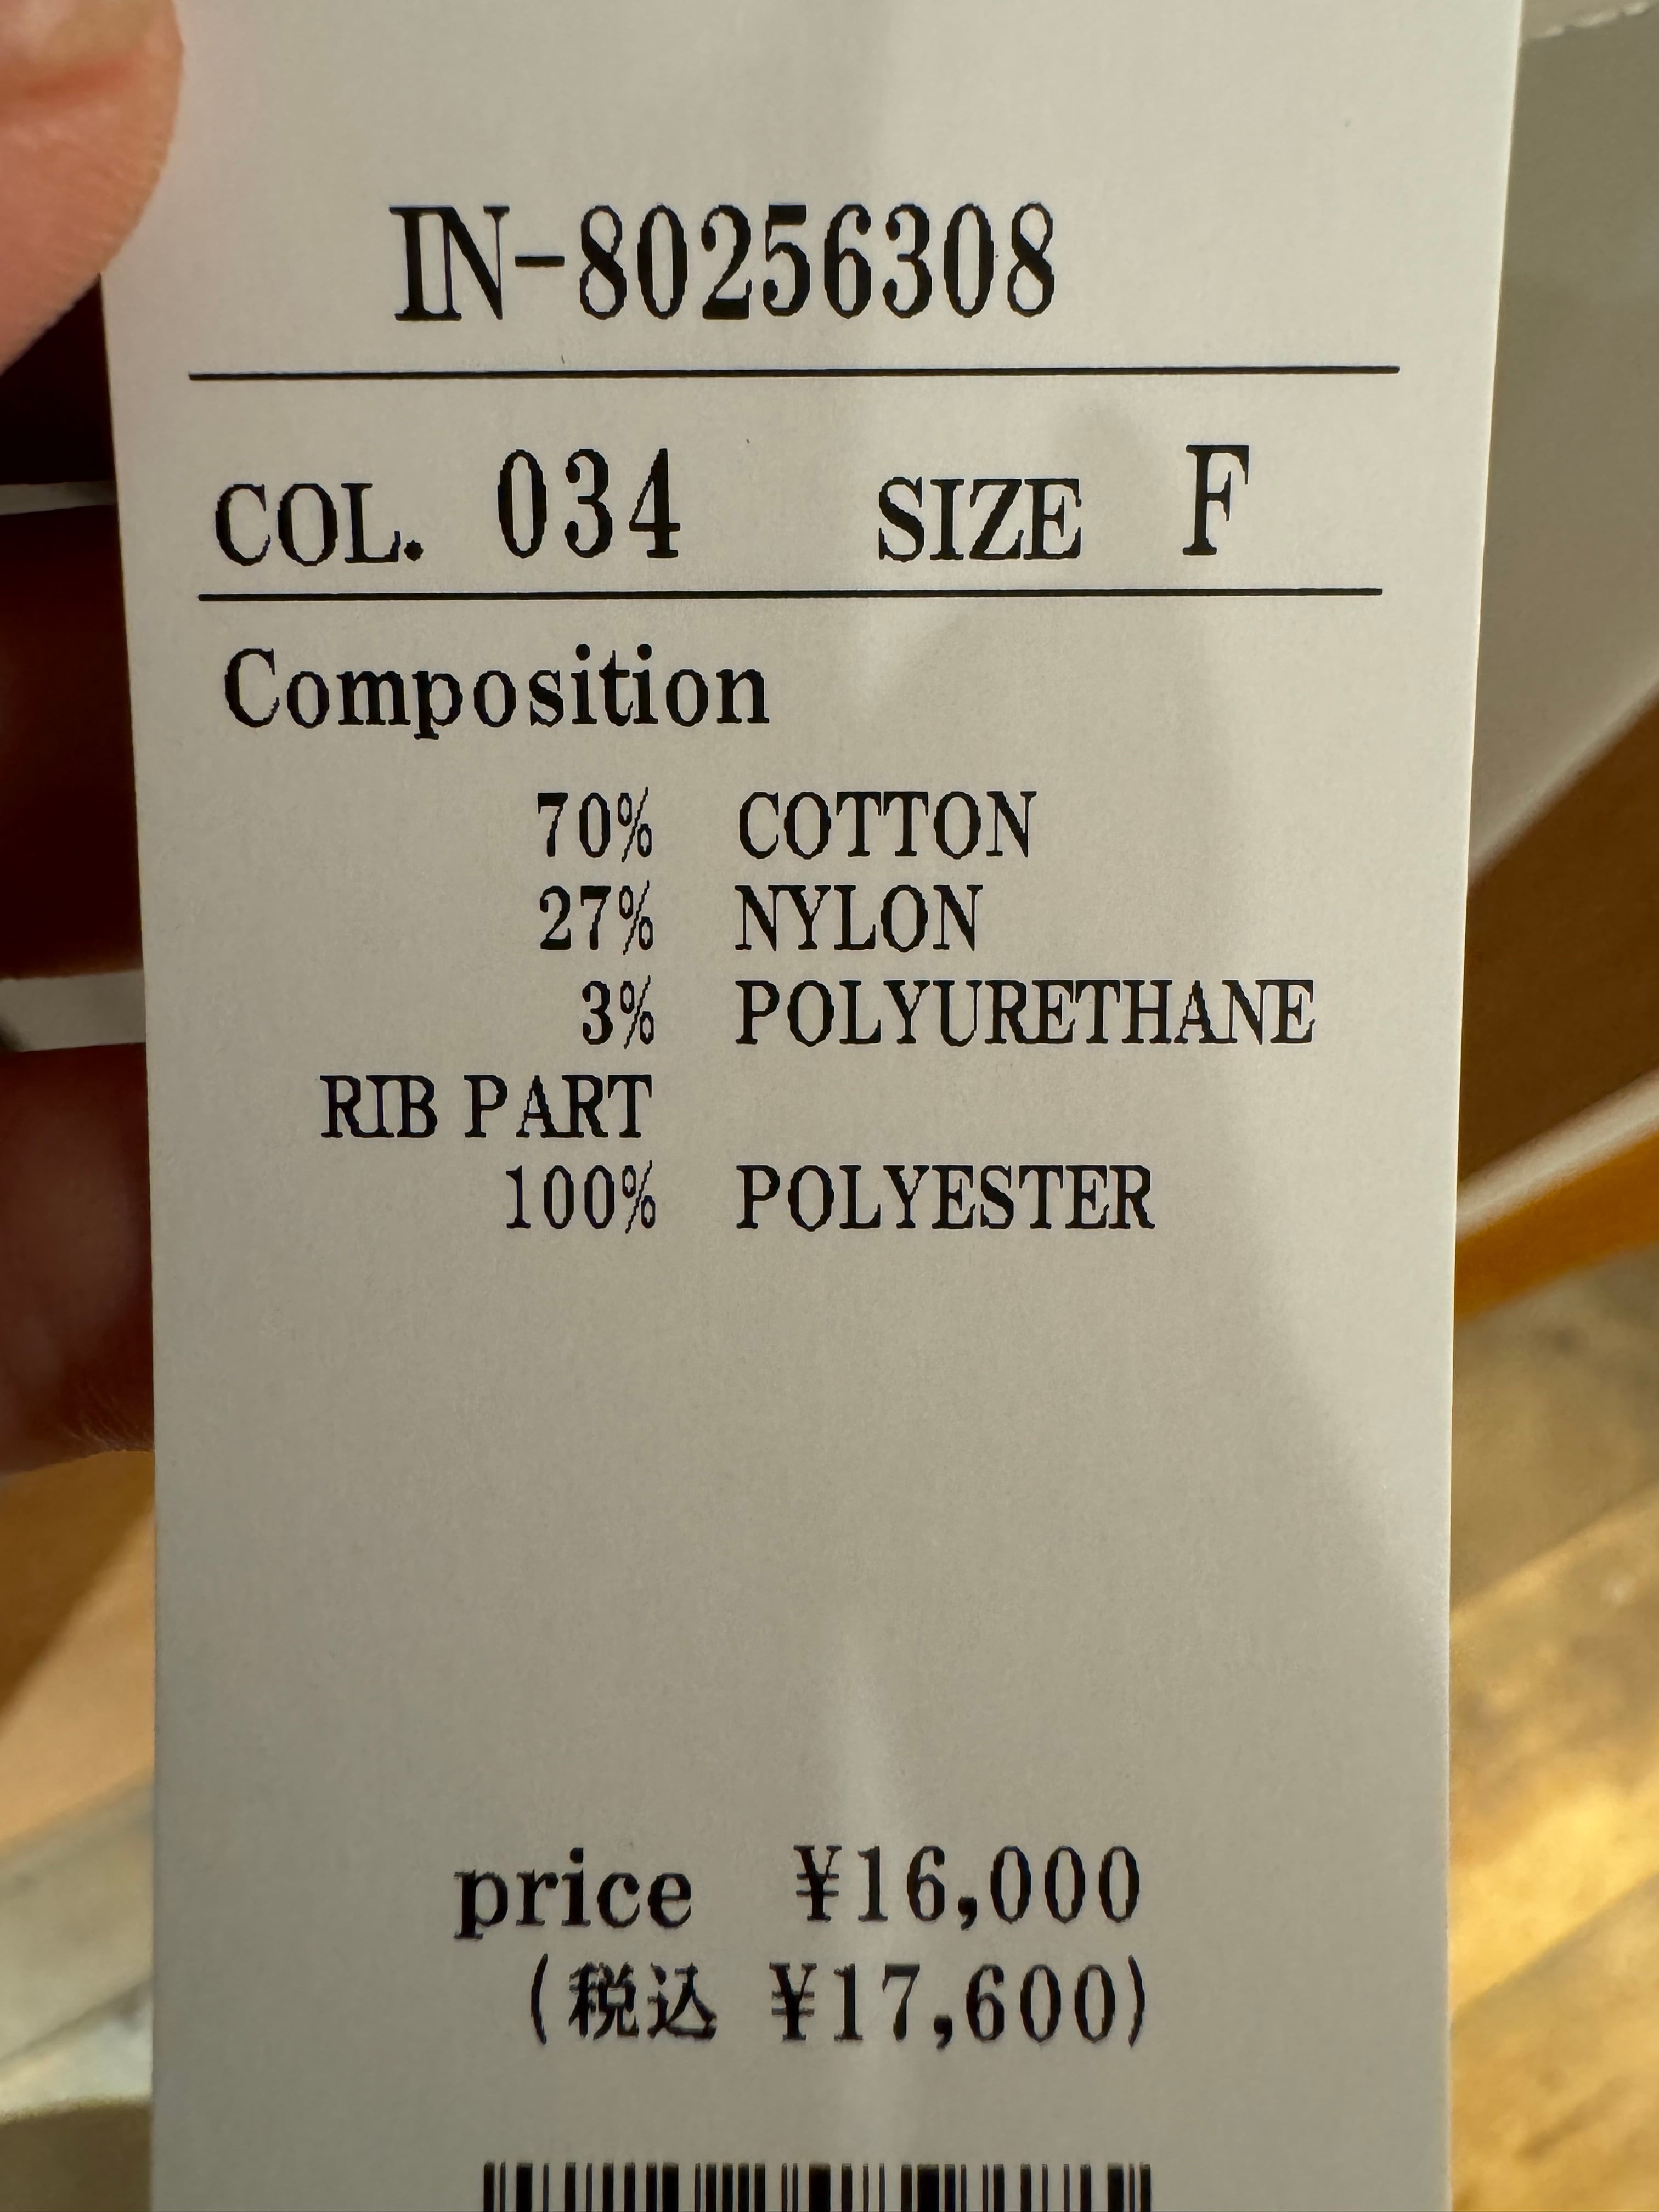 IN-80256308
COL. 034 SIZE F
Composition
70% COTTON
27% NYLON
3% POLYURETHANE
RIB PART
100% POLYESTER
price ¥16,000
(税込 ¥17,600)